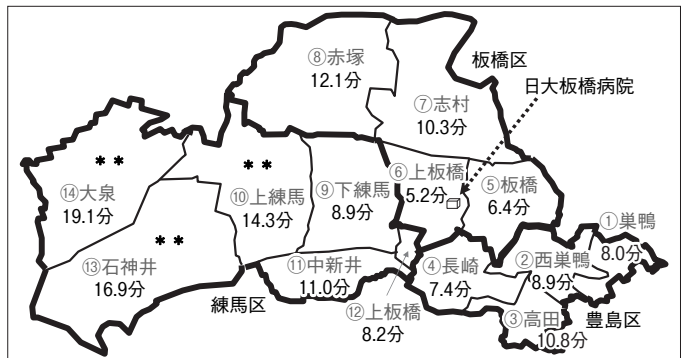 ⑧赤塚
12.1分
板橋区
日大板橋病院
⑦志村
10.3分
＊＊
＊＊
⑥上板橋
5.2分
⑤板橋
6.4分
⑨下練馬
8.9分
⑩上練馬
14.3分
⑭大泉
19.1分
①巣鴨
8.0分
＊＊
②西巣鴨
8.9分
④長崎
7.4分
⑪中新井
11.0分
⑬石神井
16.9分
練馬区
⑫上板橋
8.2分
③高田
10.8分
豊島区